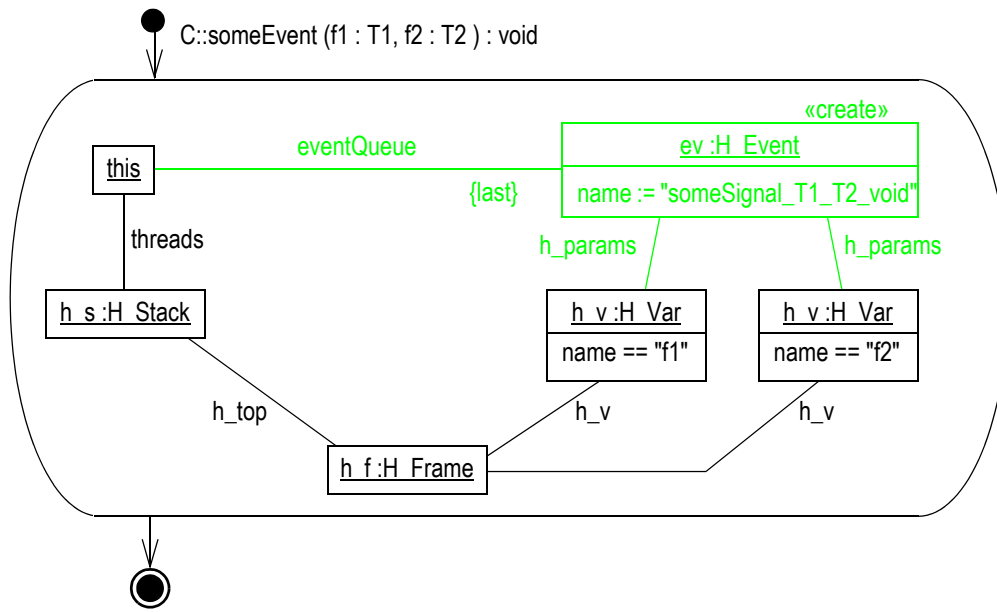 C::someEvent (f1 : T1, f2 : T2 ) : void
«create»
eventQueue
ev :H_Event
this
{last}
name := "someSignal_T1_T2_void"
threads
h_params
h_params
h_s :H_Stack
h_v :H_Var
h_v :H_Var
name == "f1"
name == "f2"
h_top
h_v
h_v
h_f :H_Frame